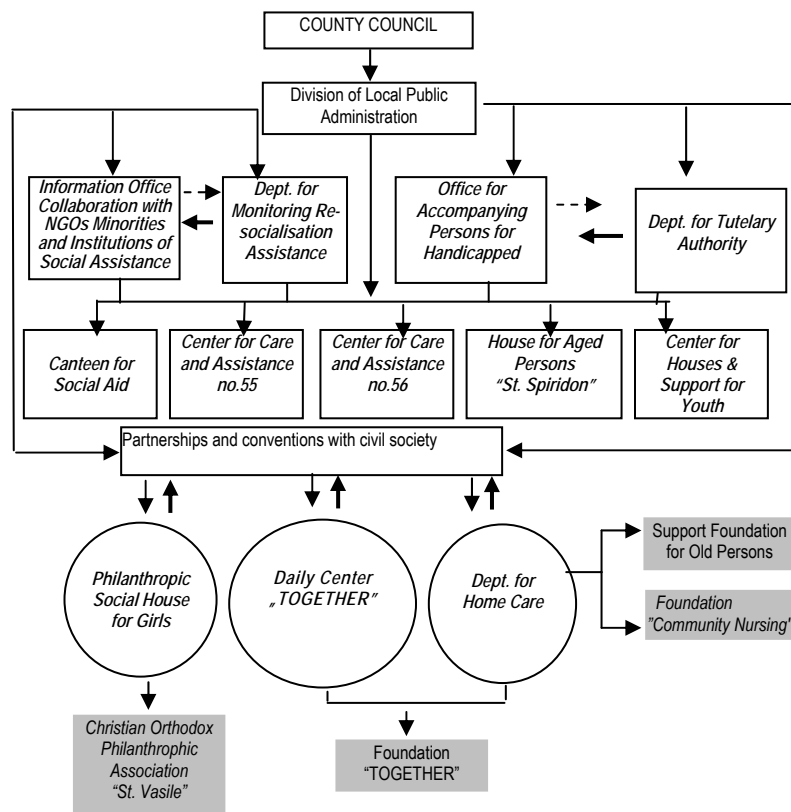 COUNTY COUNCIL
Division of Local Public
Administration
Information Office
Collaboration with
NGOs Minorities
and Institutions of
Social Assistance
Dept. for
Monitoring Re-
socialisation
Assistance
Office for
Accompanying
Persons for
Handicapped
Dept. for Tutelary
Authority
Canteen for
Social Aid
Center for Care
and Assistance
no.55
Center for Care
and Assistance
no.56
House for Aged
Persons
"St. Spiridon"
Center for
Houses &
Support for
Youth
Partnerships and conventions with civil society
Philanthropic
Social House
for Girls
Daily Center
„TOGETHER"
Dept. for
Home Care
Support Foundation
for Old Persons
Foundation
"Community Nursing"
Christian Orthodox
Philanthrophic
Association
"St. Vasile"
Foundation
"TOGETHER"